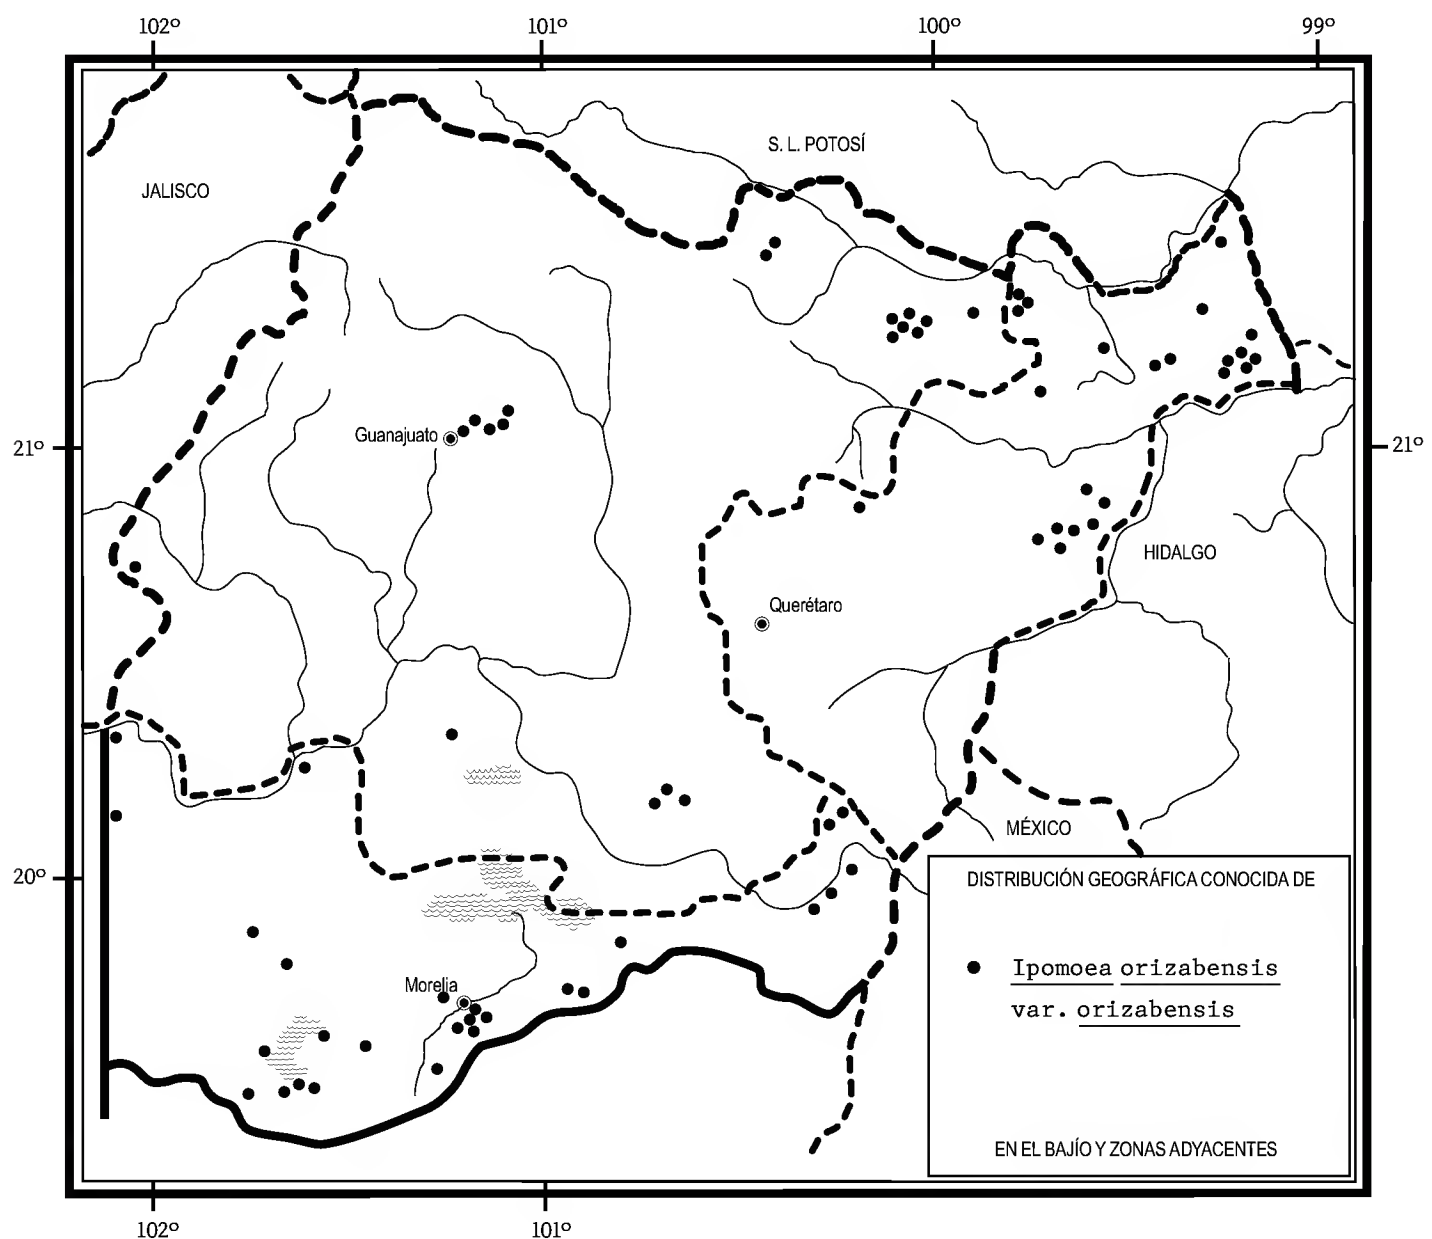 102º 101º 100º 99º
S. L. POTOSÍ
JALISCO
Guanajuato
21º 21º
HIDALGO
Querétaro
MÉXICO
20º
DISTRIBUCIÓN GEOGRÁFICA CONOCIDA DE
Ipomoea orizabensis
var. orizabensis
Morelia
EN EL BAJÍO Y ZONAS ADYACENTES
102º 101º